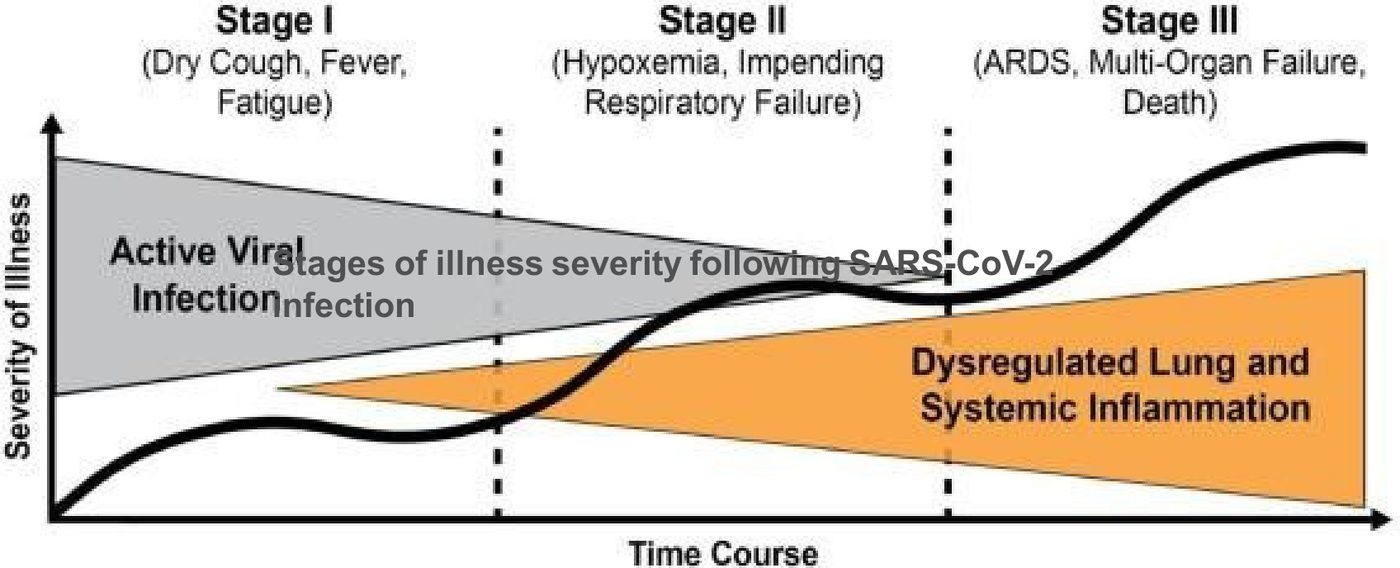 Stage I
(Dry Cough, Fever,
Fatigue)
Stage II
(Hypoxemia, Impending
Respiratory Failure)
Stage III
(ARDS, Multi-Organ Failure,
Death)
Severity of Illness
Active Viral
Infection
Stages of illness severity following SARS-CoV-2
Infection
Dysregulated Lung and
Systemic Inflammation
Time Course